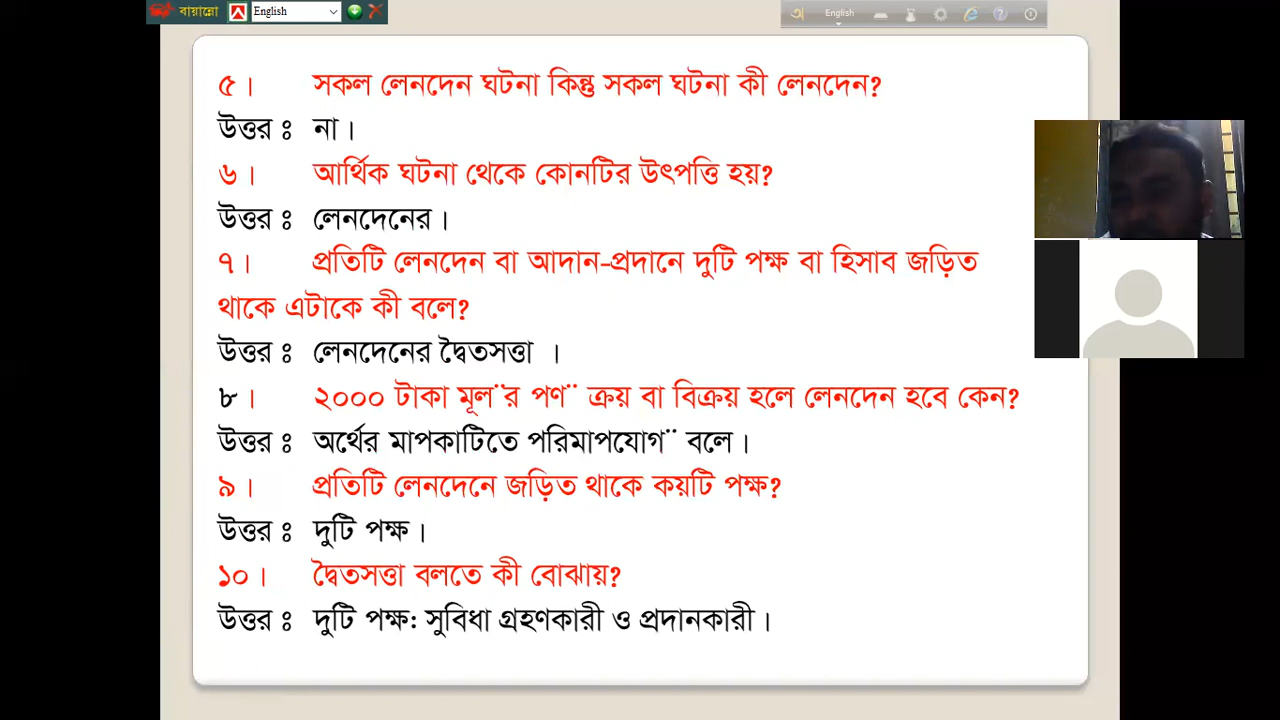 বায়ান্নো English
অ English
৫। সকল লেনদেন ঘটনা কিন্তু সকল ঘটনা কী লেনদেন?
উত্তর ঃ না।
৬। আর্থিক ঘটনা থেকে কোনটির উৎপত্তি হয়?
উত্তর ঃ লেনদেনের।
৭। প্রতিটি লেনদেন বা আদান-প্রদানে দুটি পক্ষ বা হিসাব জড়িত
থাকে এটাকে কী বলে?
উত্তর ঃ লেনদেনের দ্বৈতসত্তা ।
৮। ২০০০ টাকা মূল¨র পণ¨ ক্রয় বা বিক্রয় হলে লেনদেন হবে কেন?
উত্তর ঃ অর্থের মাপকাটিতে পরিমাপযোগ¨ বলে।
৯। প্রতিটি লেনদেনে জড়িত থাকে কয়টি পক্ষ?
উত্তর ঃ দুটি পক্ষ।
১০। দ্বৈতসত্তা বলতে কী বোঝায়?
উত্তর ঃ দুটি পক্ষ: সুবিধা গ্রহণকারী ও প্রদানকারী।